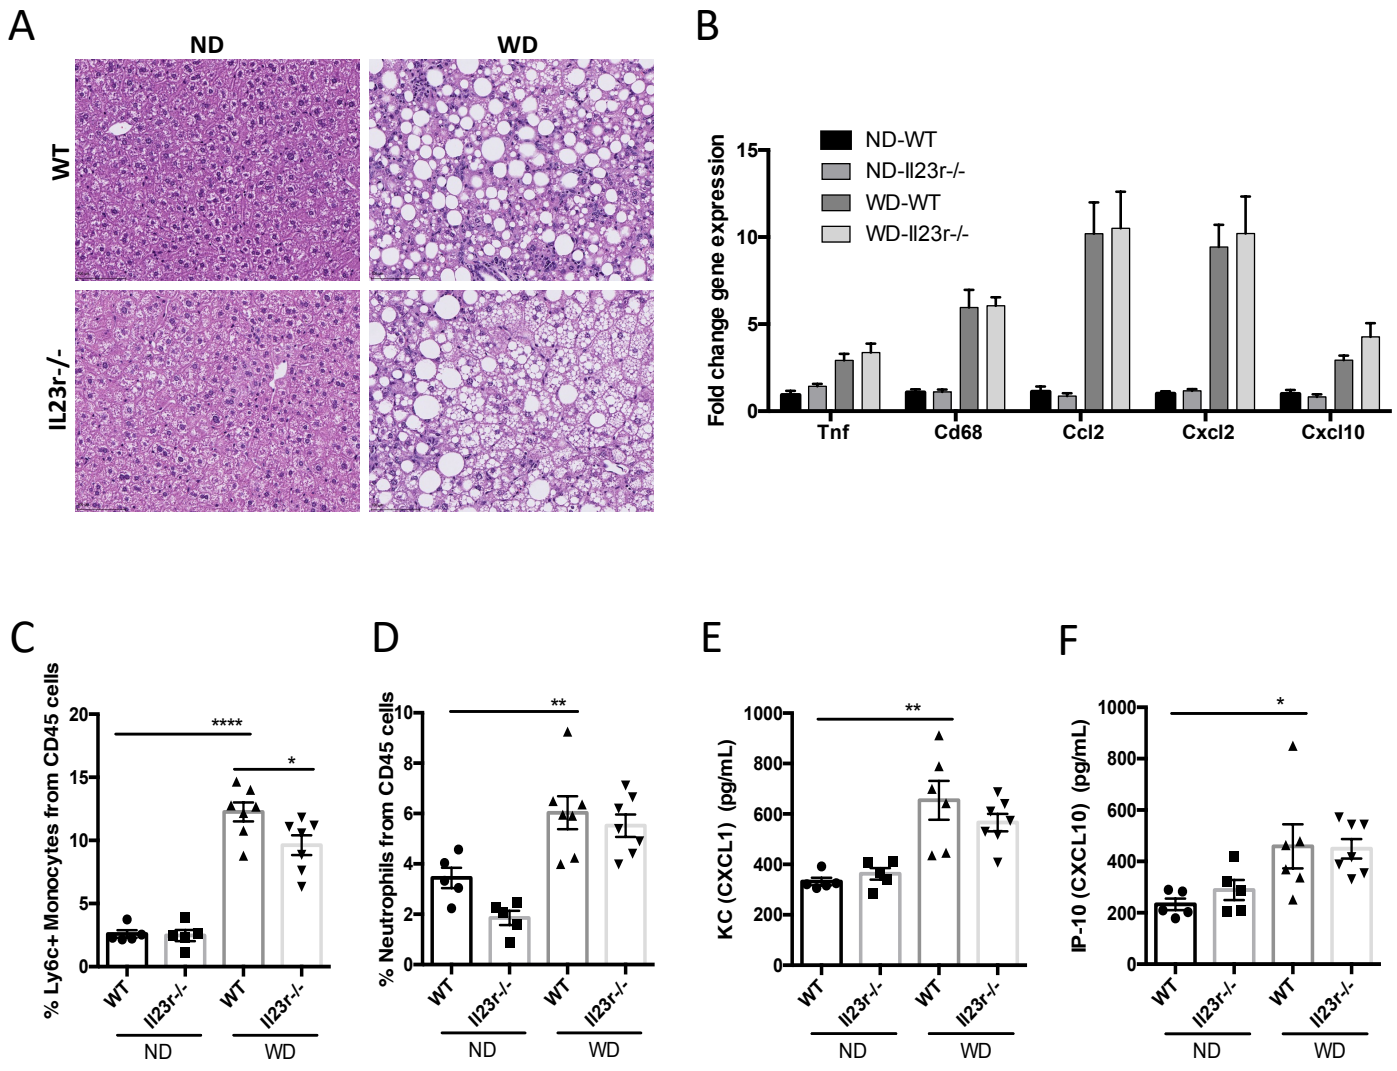 A
ND
WD
WT
IL23r-/-
B
Fold change gene expression
15
10
5
0
ND-WT
ND-Il23r-/-
WD-WT
WD-Il23r-/-
Tnf
Cd68
Ccl2
Cxcl2
Cxcl10
C
% Ly6c+ Monocytes from CD45 cells
20
15
10
5
0
****
*
WT
Il23r-/-
WT
Il23r-/-
ND
WD
D
% Neutrophils from CD45 cells
10
8
6
4
2
0
**
WT
Il23r-/-
WT
Il23r-/-
ND
WD
E
KC (CXCL1) (pg/mL)
1000
800
600
400
200
0
**
WT
Il23r-/-
WT
Il23r-/-
ND
WD
F
IP-10 (CXCL10) (pg/mL)
1000
800
600
400
200
0
*
WT
Il23r-/-
WT
Il23r-/-
ND
WD